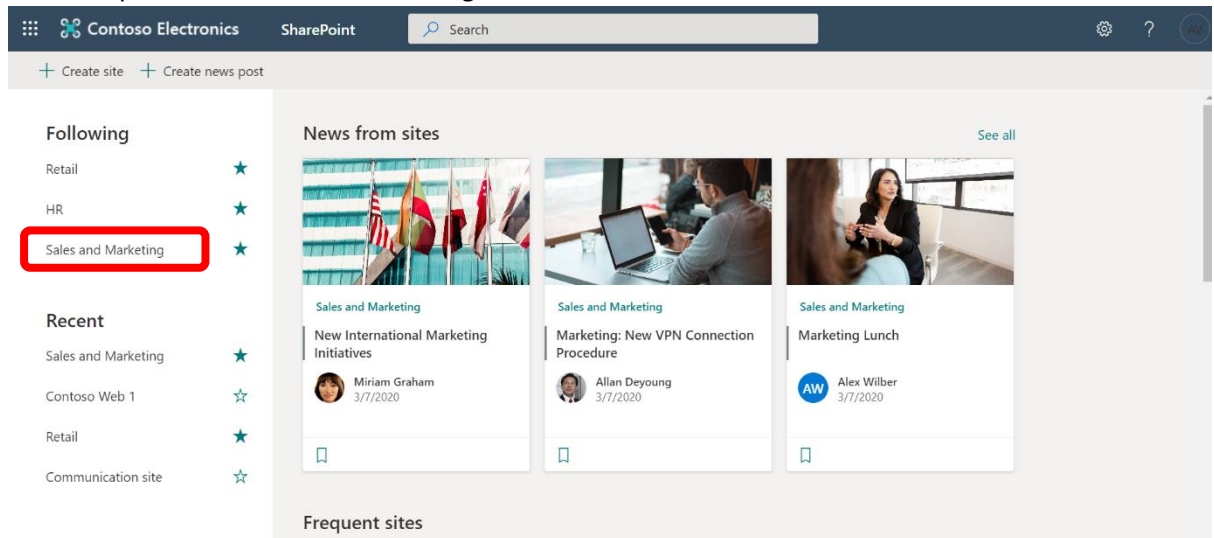 Contoso Electronics SharePoint Search ? AV
+ Create site + Create news post
Following
Retail
HR
Sales and Marketing
Recent
Sales and Marketing
Contoso Web 1
Retail
Communication site
News from sites See all
Sales and Marketing
New International Marketing
Initiatives
Miriam Graham
3/7/2020
Sales and Marketing
Marketing: New VPN Connection
Procedure
Allan Deyoung
3/7/2020
Sales and Marketing
Marketing Lunch
AW Alex Wilber
3/7/2020
Frequent sites